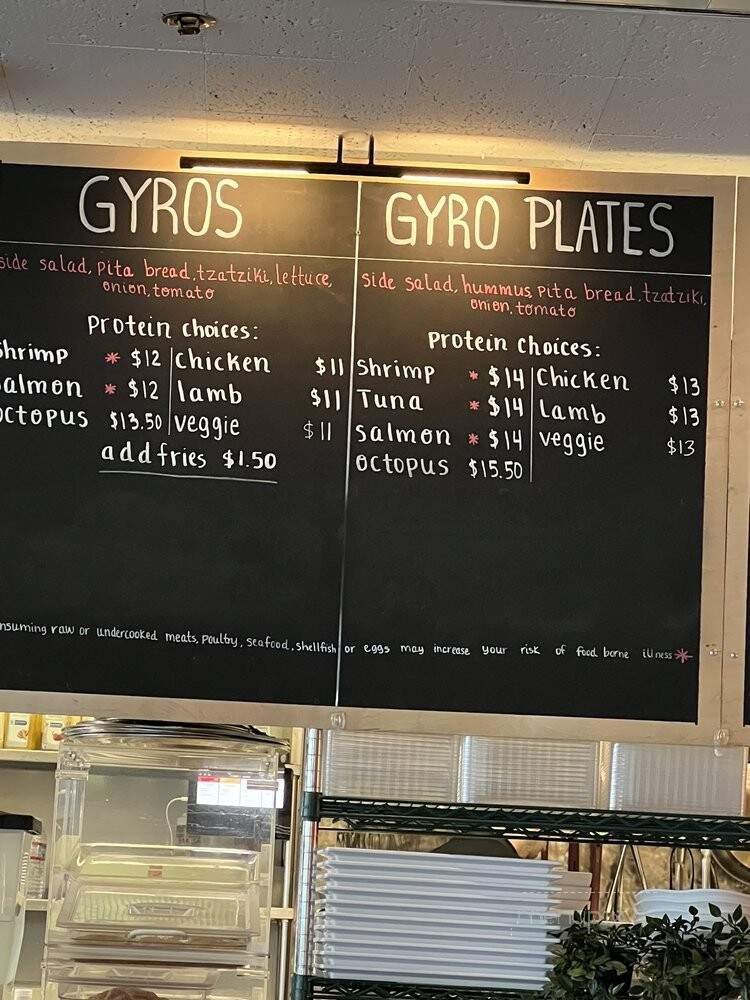 GYROS
side salad, pita bread, tzatziki, lettuce,
onion, tomato
protein choices:
Shrimp * $12 Chicken $11
Salmon * $12 lamb $11
octopus $13.50 veggie $11
add fries $1.50
GYRO PLATES
side salad, hummus, pita bread, tzatziki,
onion, tomato
protein choices:
Shrimp * $14 Chicken $13
Tuna * $14 Lamb $13
Salmon * $14 veggie $13
octopus $15.50
nsuming raw or undercooked meats, poultry, seafood, shellfish or eggs may increase your risk of food borne illness *